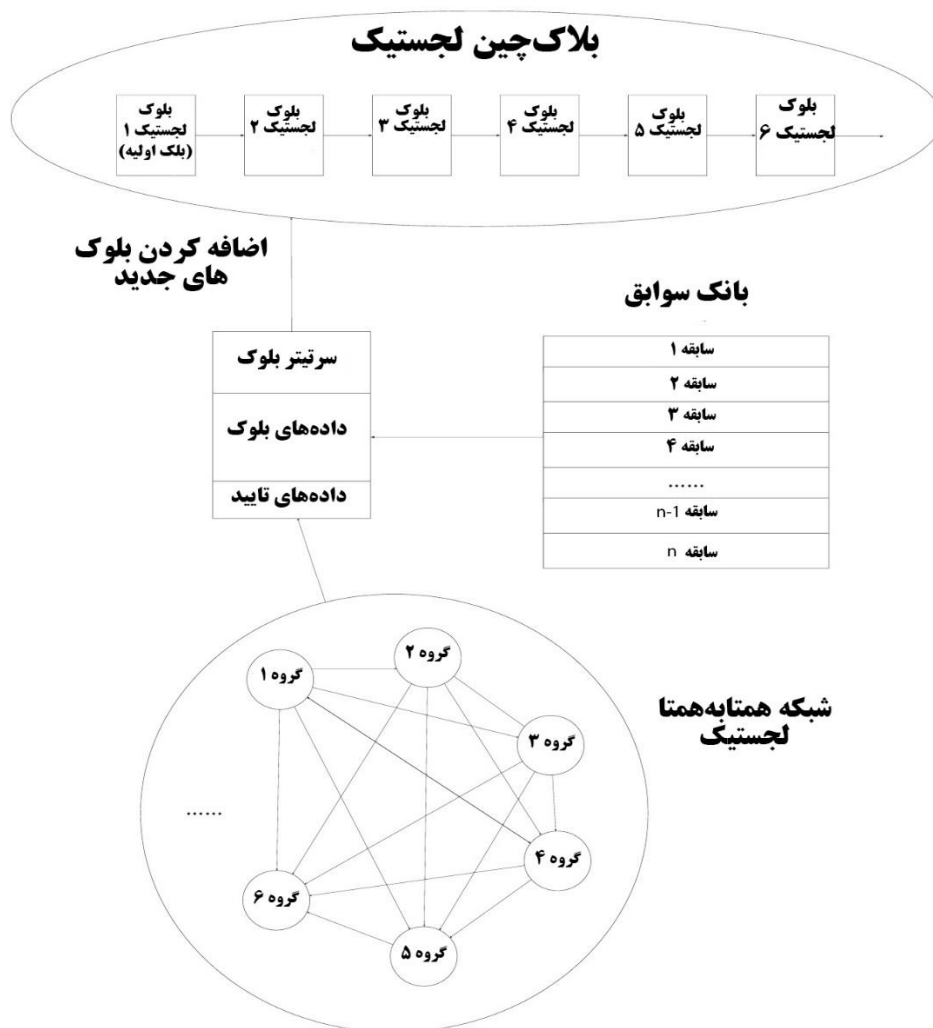 بلاک‌چین لجستیک
بلوک
لجستیک ۱
(بلک اولیه)
بلوک
لجستیک ۲
بلوک
لجستیک ۳
بلوک
لجستیک ۴
بلوک
لجستیک ۵
بلوک
لجستیک ۶
اضافه کردن بلوک
های جدید
بانک سوابق
سرتیتر بلوک
داده‌های بلوک
داده‌های تایید
سابقه ۱
سابقه ۲
سابقه ۳
سابقه ۴
......
سابقه n-1
سابقه n
شبکه همتابه‌همتا
لجستیک
گروه ۱
گروه ۲
گروه ۳
گروه ۴
گروه ۵
گروه ۶
......